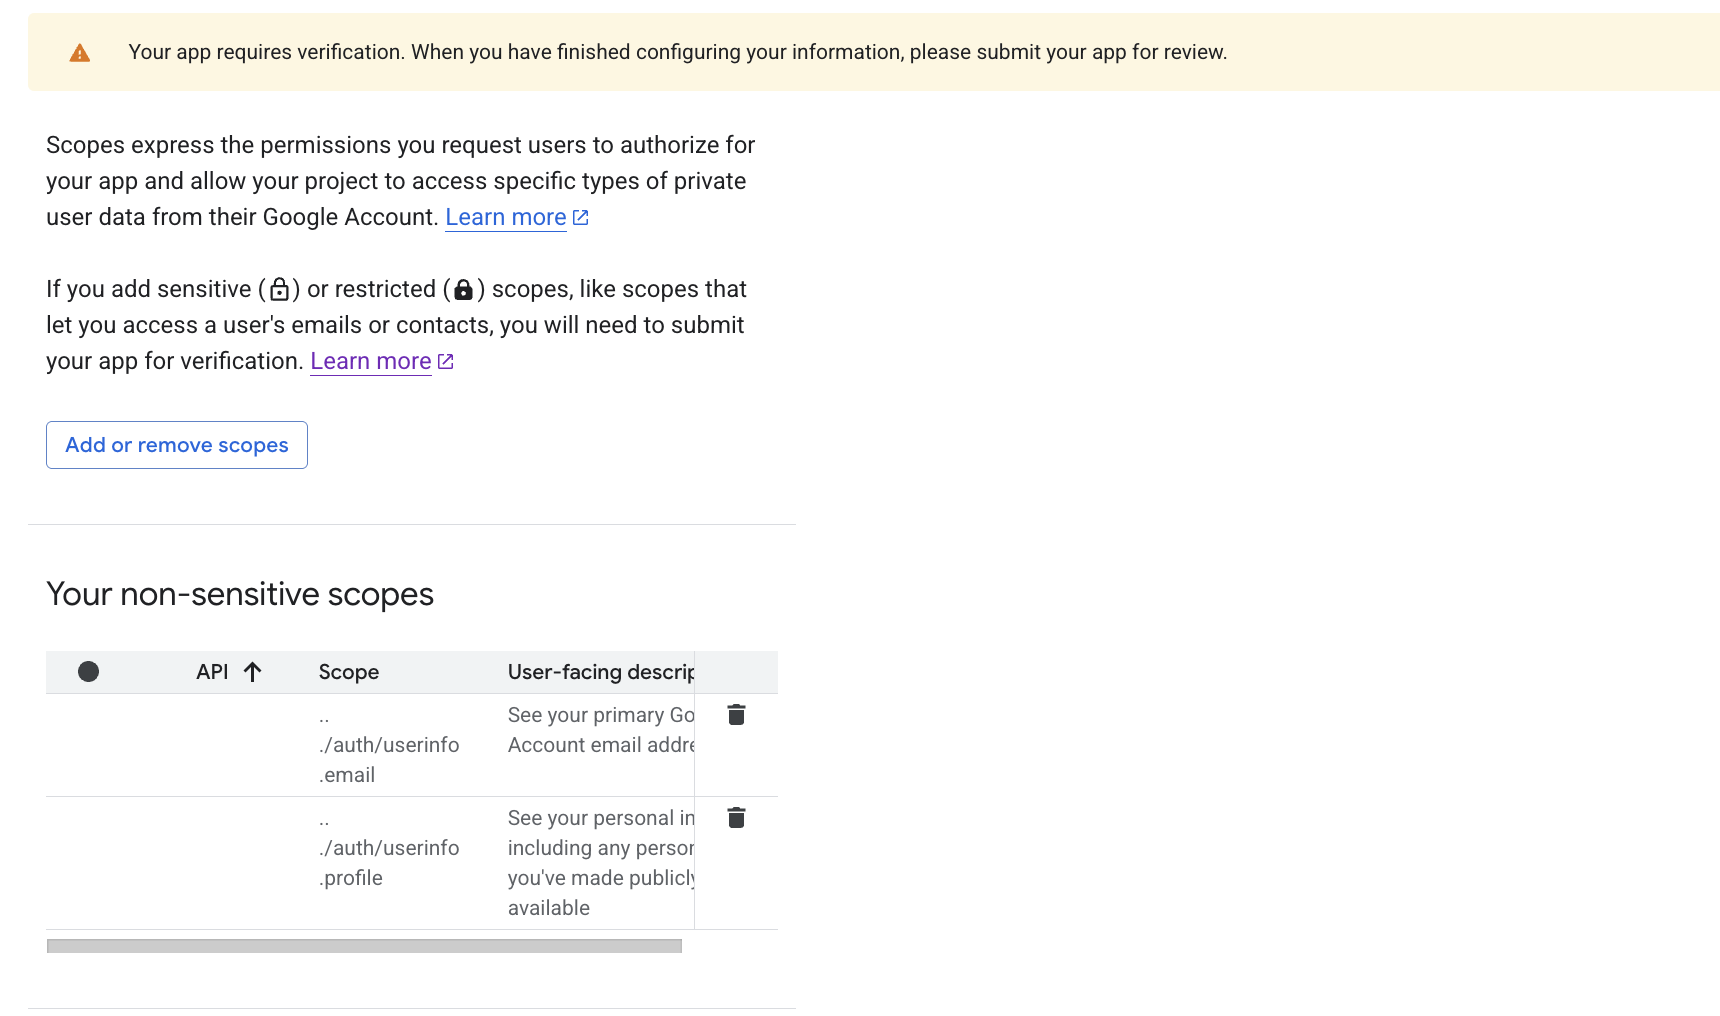 Your app requires verification. When you have finished configuring your information, please submit your app for review.
Scopes express the permissions you request users to authorize for
your app and allow your project to access specific types of private
user data from their Google Account. Learn more
If you add sensitive () or restricted () scopes, like scopes that
let you access a user's emails or contacts, you will need to submit
your app for verification. Learn more
Add or remove scopes
Your non-sensitive scopes
API Scope User-facing descrip
.. See your primary Go
./auth/userinfo Account email addre
.email
.. See your personal in
./auth/userinfo including any person
.profile you've made publicly
available